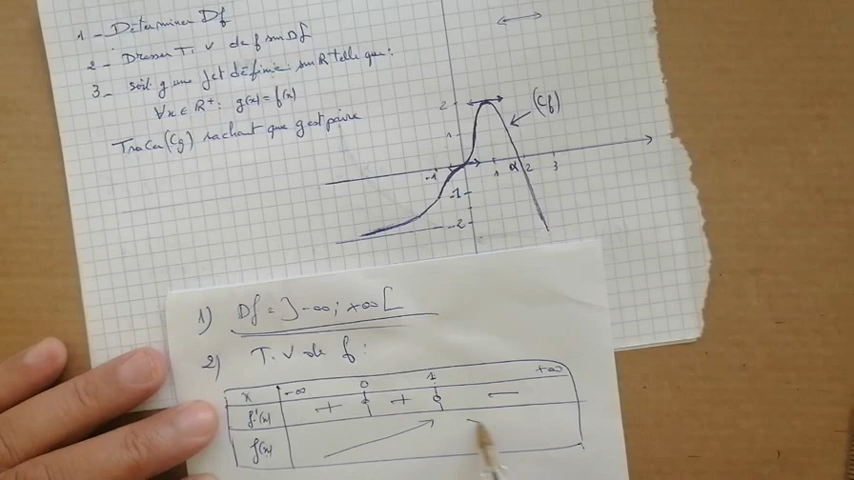 1 - Déterminer Df
2 - Dresser T. V de f sur Df
3 - soit g une fct définie sur R telle que:
∀x ∈ R⁺: g(x) = f(x)
Tracer (Cg) sachant que g est paire
(Cf)
2
1
-1
1 α 2 3
-1
-2
1) Df = ]-∞; +∞[
2) T. V de f:
x -∞ 0 1 +∞
f'(x) + 0 + 0 -
f(x)